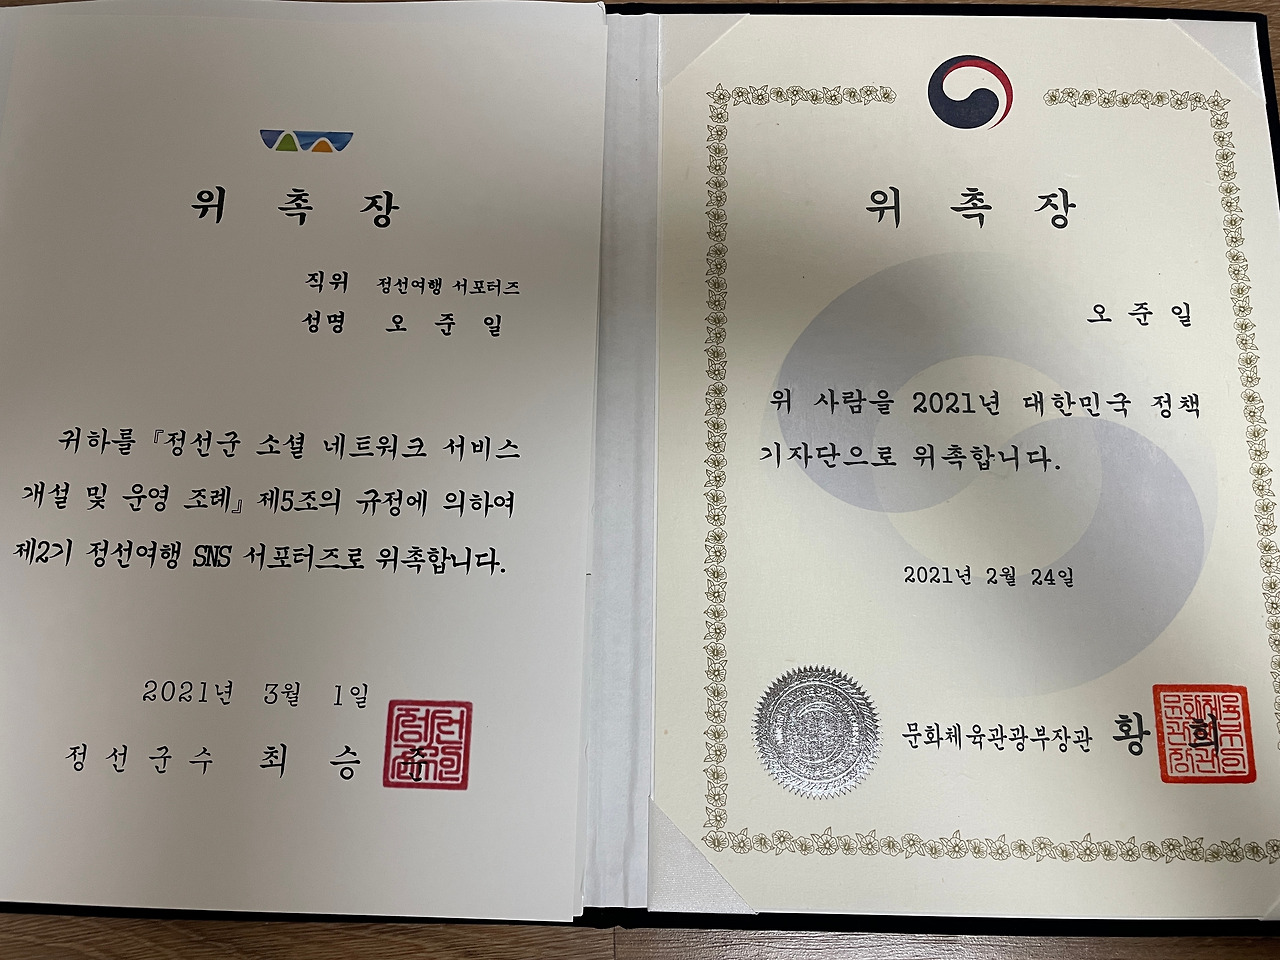 위 촉 장
직위 정선여행 서포터즈
성명 오 준 일
귀하를 『정선군 소셜 네트워크 서비스
개설 및 운영 조례』 제5조의 규정에 의하여
제2기 정선여행 SNS 서포터즈로 위촉합니다.
2021년 3월 1일
정 선 군 수 최 승 준
위 촉 장
오 준 일
위 사람을 2021년 대한민국 정책
기자단으로 위촉합니다.
2021년 2월 24일
문화체육관광부장관 황 희